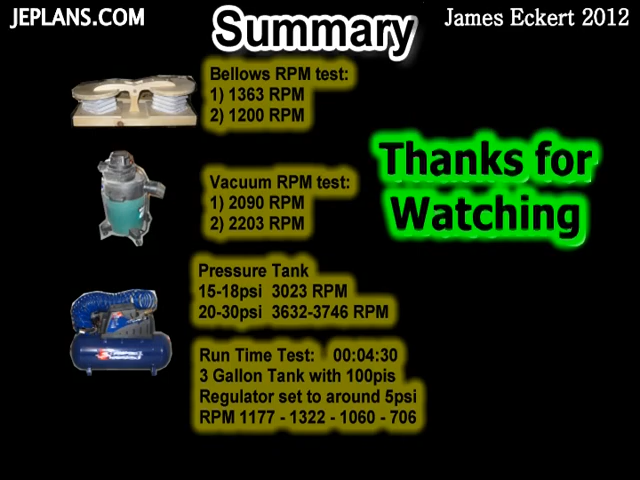 JEPLANS.COM
Summary
James Eckert 2012
Bellows RPM test:
1) 1363 RPM
2) 1200 RPM
Thanks for
Watching
Vacuum RPM test:
1) 2090 RPM
2) 2203 RPM
Pressure Tank
15-18psi 3023 RPM
20-30psi 3632-3746 RPM
Run Time Test: 00:04:30
3 Gallon Tank with 100pis
Regulator set to around 5psi
RPM 1177 - 1322 - 1060 - 706